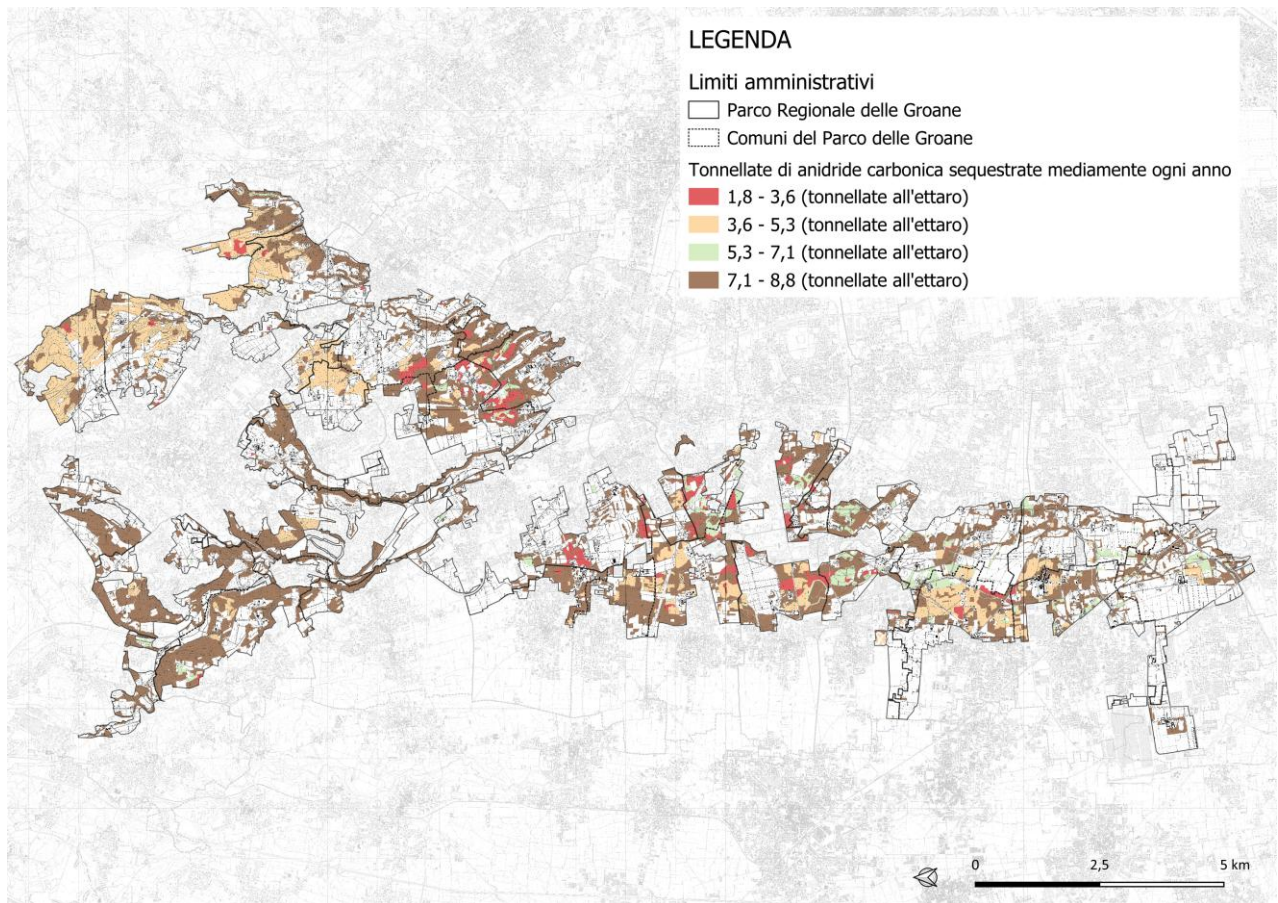 LEGENDA
Limiti amministrativi
Parco Regionale delle Groane
Comuni del Parco delle Groane
Tonnellate di anidride carbonica sequestrate mediamente ogni anno
1,8 - 3,6 (tonnellate all'ettaro)
3,6 - 5,3 (tonnellate all'ettaro)
5,3 - 7,1 (tonnellate all'ettaro)
7,1 - 8,8 (tonnellate all'ettaro)
0 2,5 5 km